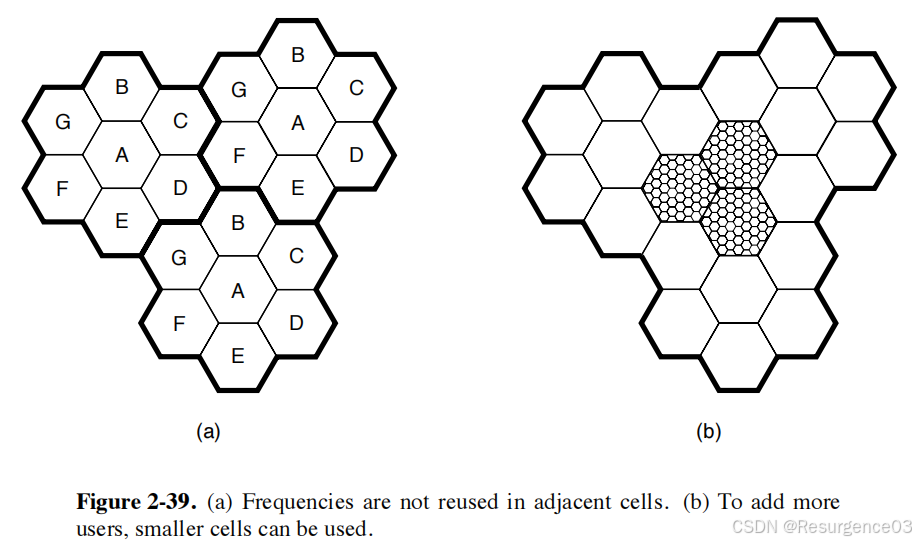 B
B
G
C
G
C
A
A
F
D
F
D
E
E
B
G
C
A
F
D
E
(a)
(b)
Figure 2-39. (a) Frequencies are not reused in adjacent cells. (b) To add more
users, smaller cells can be used.
CSDN @Resurgence03